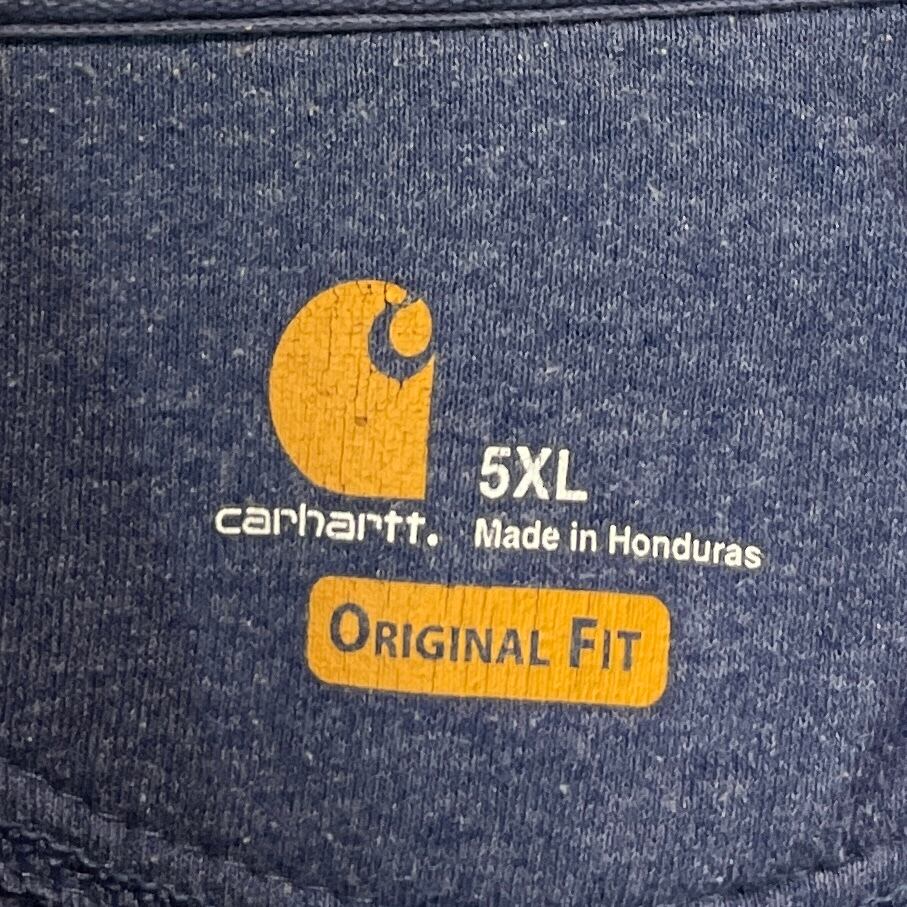 5XL
carhartt.
Made in Honduras
ORIGINAL FIT